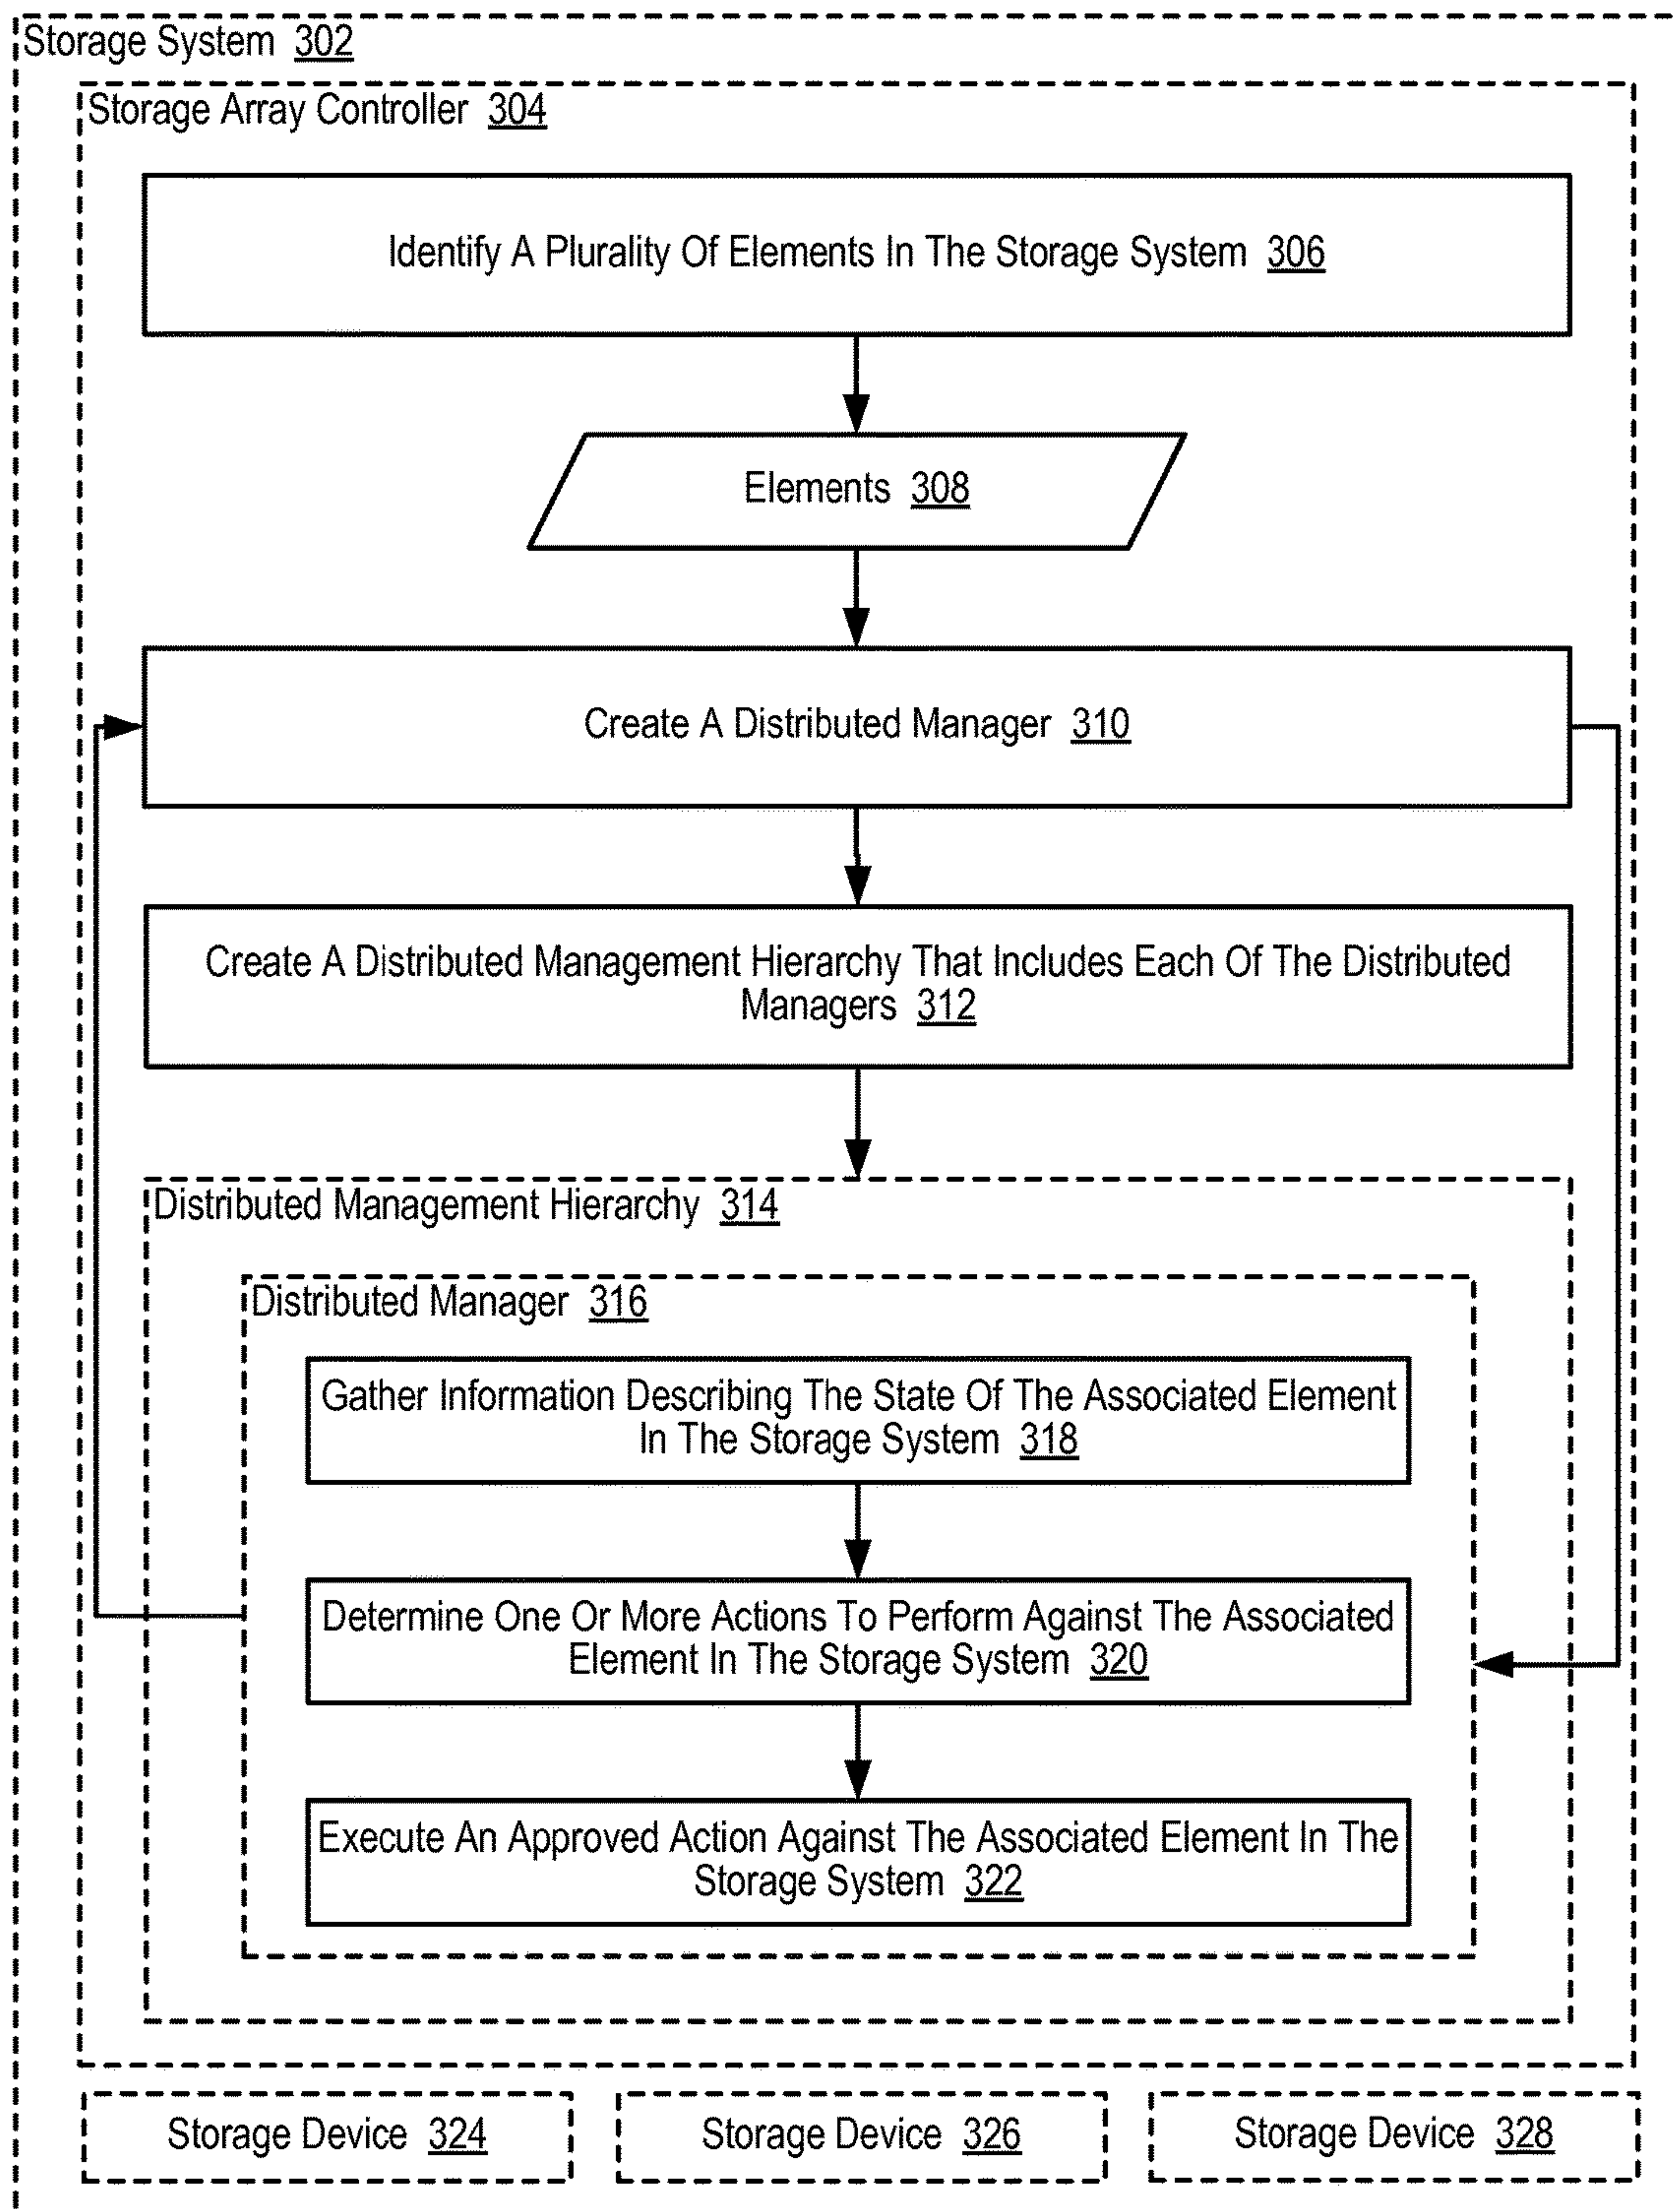 Storage System 302
Storage Array Controller 304
Identify A Plurality Of Elements In The Storage System 306
Elements 308
Create A Distributed Manager 310
Create A Distributed Management Hierarchy That Includes Each Of The Distributed
Managers 312
Distributed Management Hierarchy 314
Distributed Manager 316
Gather Information Describing The State Of The Associated Element
In The Storage System 318
Determine One Or More Actions To Perform Against The Associated
Element In The Storage System 320
Execute An Approved Action Against The Associated Element In The
Storage System 322
Storage Device 324
Storage Device 326
Storage Device 328